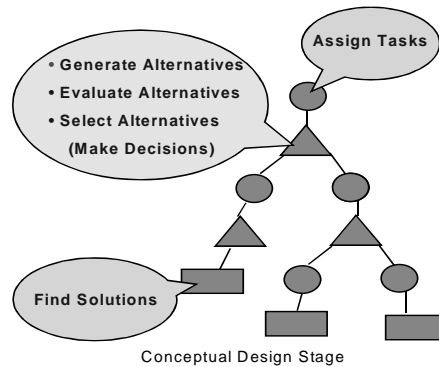 Assign Tasks
• Generate Alternatives
• Evaluate Alternatives
• Select Alternatives
(Make Decisions)
Find Solutions
Conceptual Design Stage